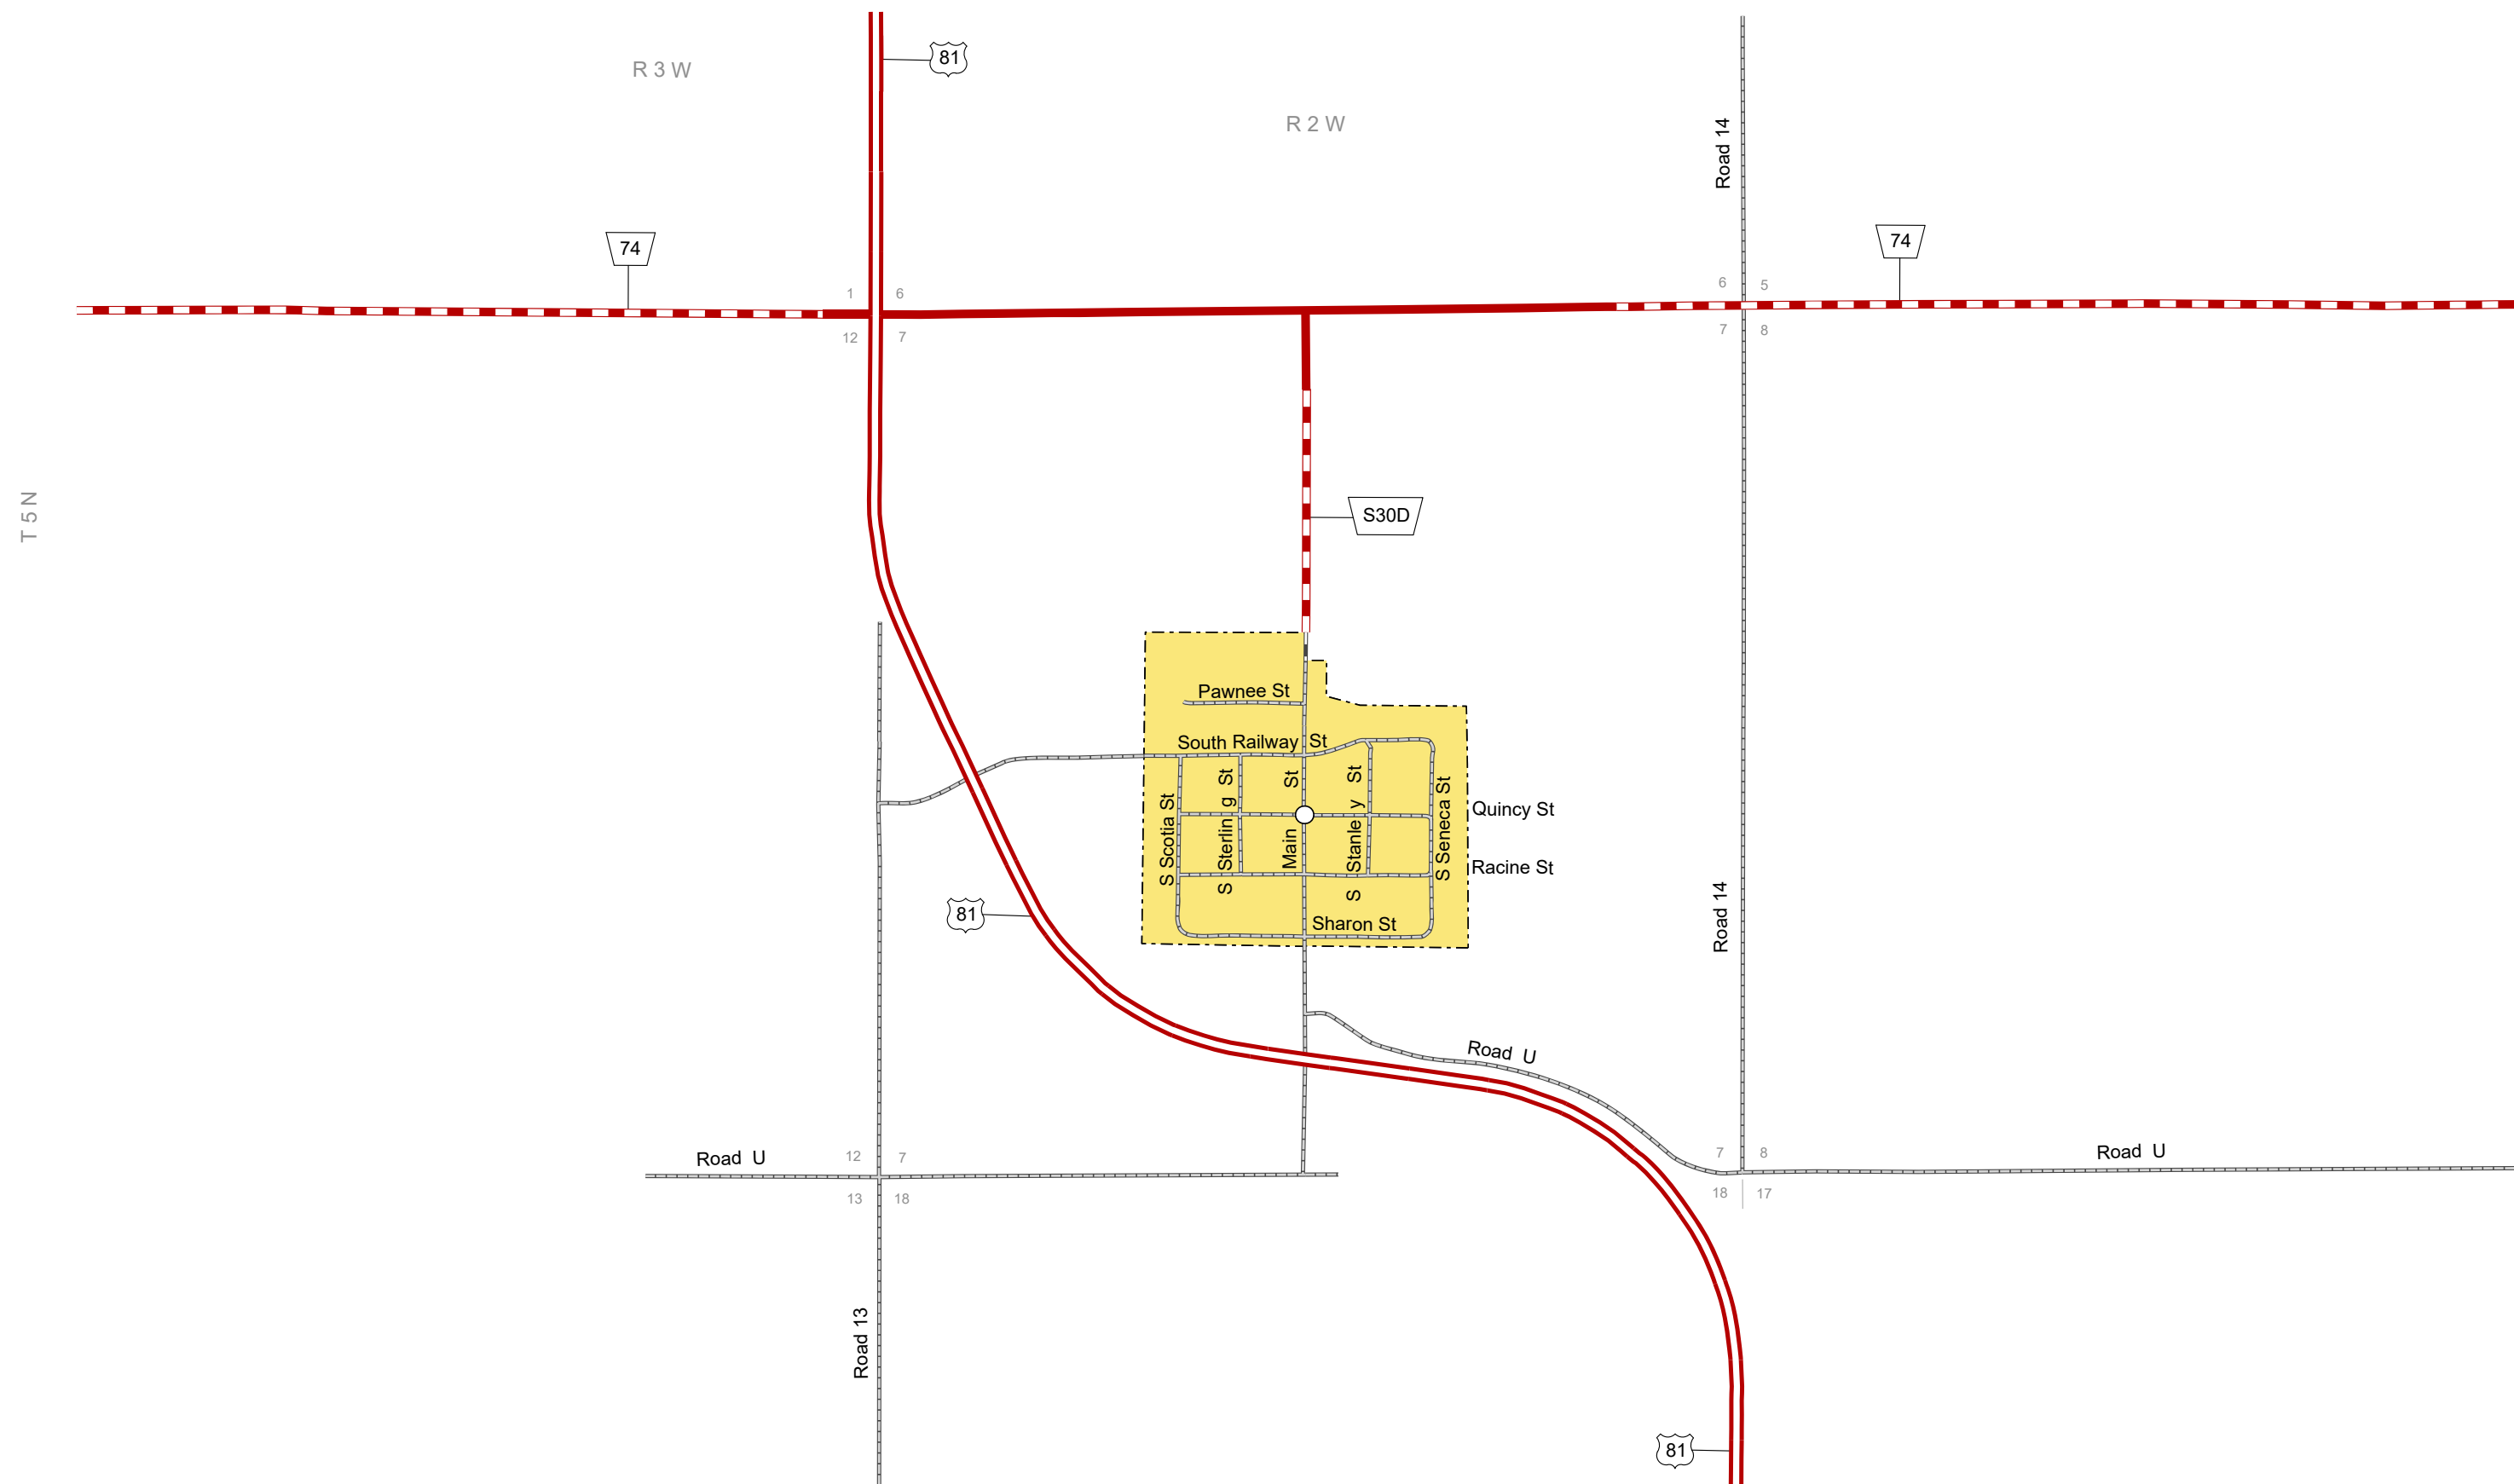 81
R 3 W
R 2 W
Road 14
74
74
1
6
6
5
12
7
7
8
T 5 N
S30D
Pawnee St
South Railway St
S Scotia St
S Sterling St
Main St
S Stanley St
S Seneca St
Quincy St
Racine St
Sharon St
81
Road 14
Road U
12
7
Road U
7
8
Road U
13
18
18
17
Road 13
81